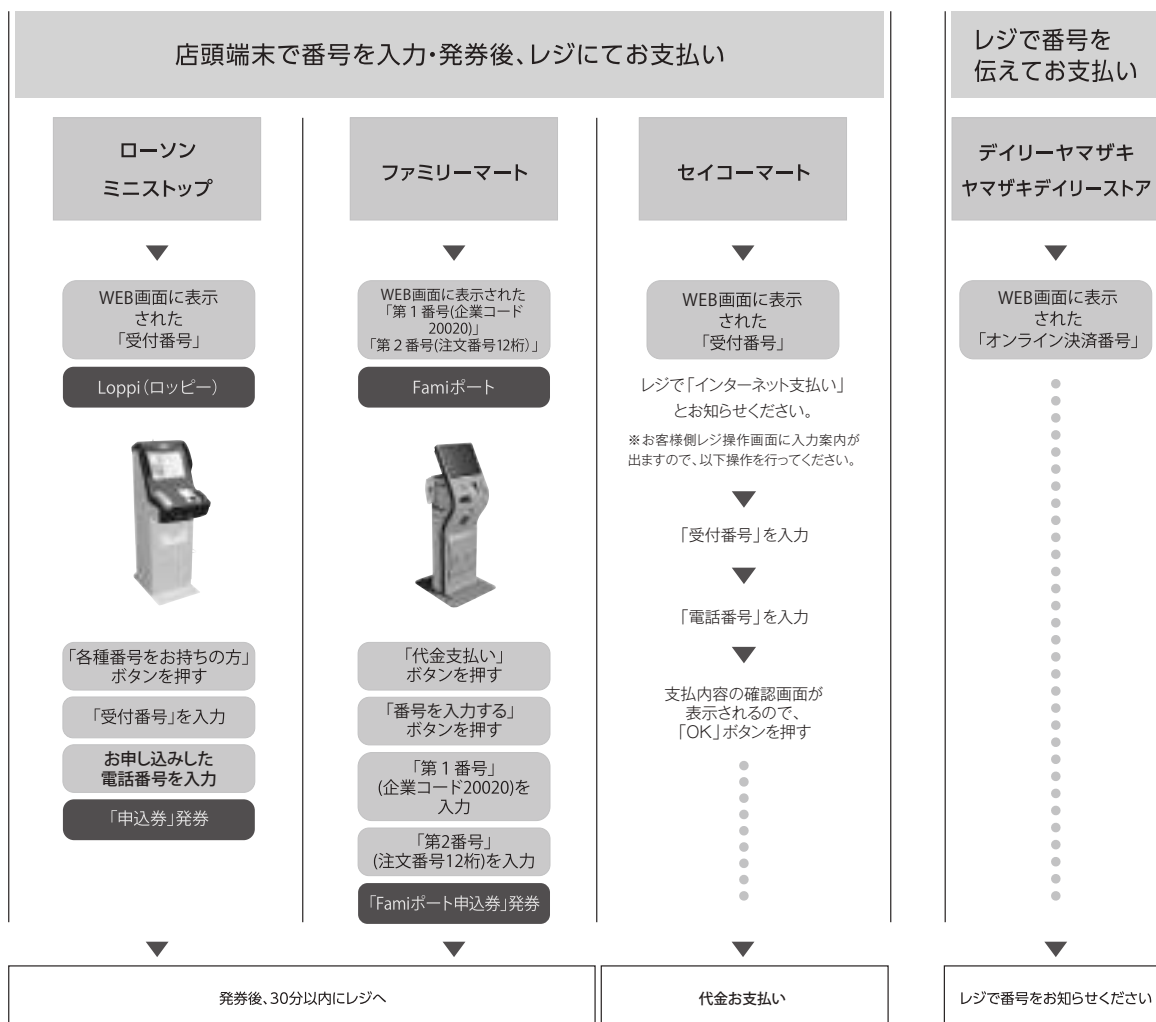 店頭端末で番号を入力・発券後、レジにてお支払い
レジで番号を
伝えてお支払い
ローソン
ミニストップ
WEB画面に表示
された
「受付番号」
Loppi（ロッピー）
「各種番号をお持ちの方」
ボタンを押す
「受付番号」を入力
お申し込みした
電話番号を入力
「申込券」発券
ファミリーマート
WEB画面に表示された
「第１番号(企業コード
20020)」
「第２番号(注文番号12桁）」
Famiポート
「代金支払い」
ボタンを押す
「番号を入力する」
ボタンを押す
「第１番号」
(企業コード20020)を
入力
「第2番号」
(注文番号12桁)を入力
「Famiポート申込券」発券
発券後、30分以内にレジへ
セイコーマート
WEB画面に表示
された
「受付番号」
レジで「インターネット支払い」
とお知らせください。
※お客様側レジ操作画面に入力案内が
出ますので、以下操作を行ってください。
「受付番号」を入力
「電話番号」を入力
支払内容の確認画面が
表示されるので、
「OK」ボタンを押す
代金お支払い
デイリーヤマザキ
ヤマザキデイリーストア
WEB画面に表示
された
「オンライン決済番号」
レジで番号をお知らせください